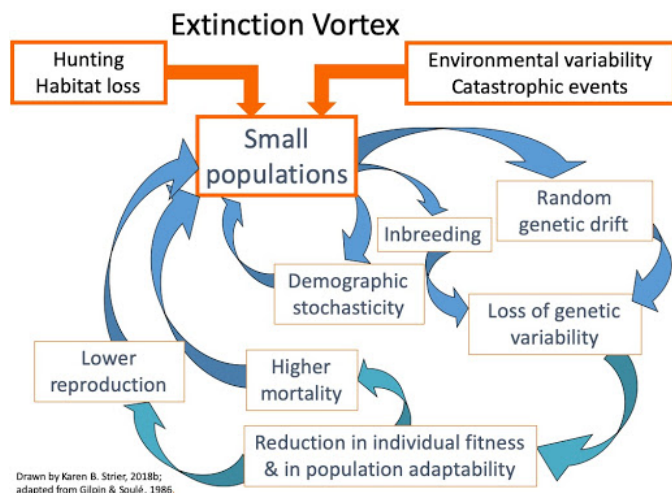 Extinction Vortex
Hunting
Habitat loss
Environmental variability
Catastrophic events
Small
populations
Random
genetic drift
Inbreeding
Demographic
stochasticity
Loss of genetic
variability
Lower
reproduction
Higher
mortality
Reduction in individual fitness
& in population adaptability
Drawn by Karen B. Strier, 2018b;
adapted from Gilpin & Soulé, 1986.